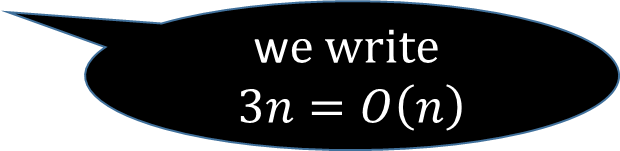 we write
3n = O(n)